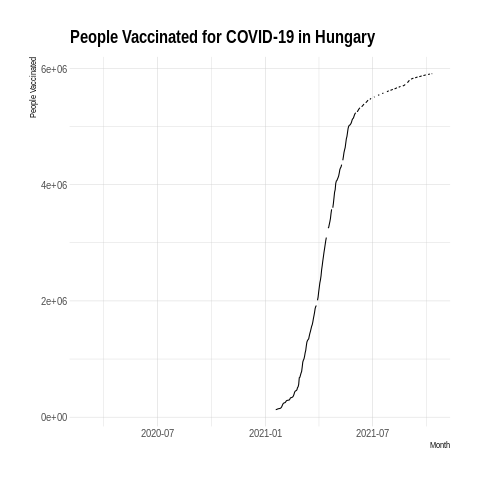 People Vaccinated for COVID-19 in Hungary
People Vaccinated
6e+06
4e+06
2e+06
0e+00
2020-07
2021-01
2021-07
Month